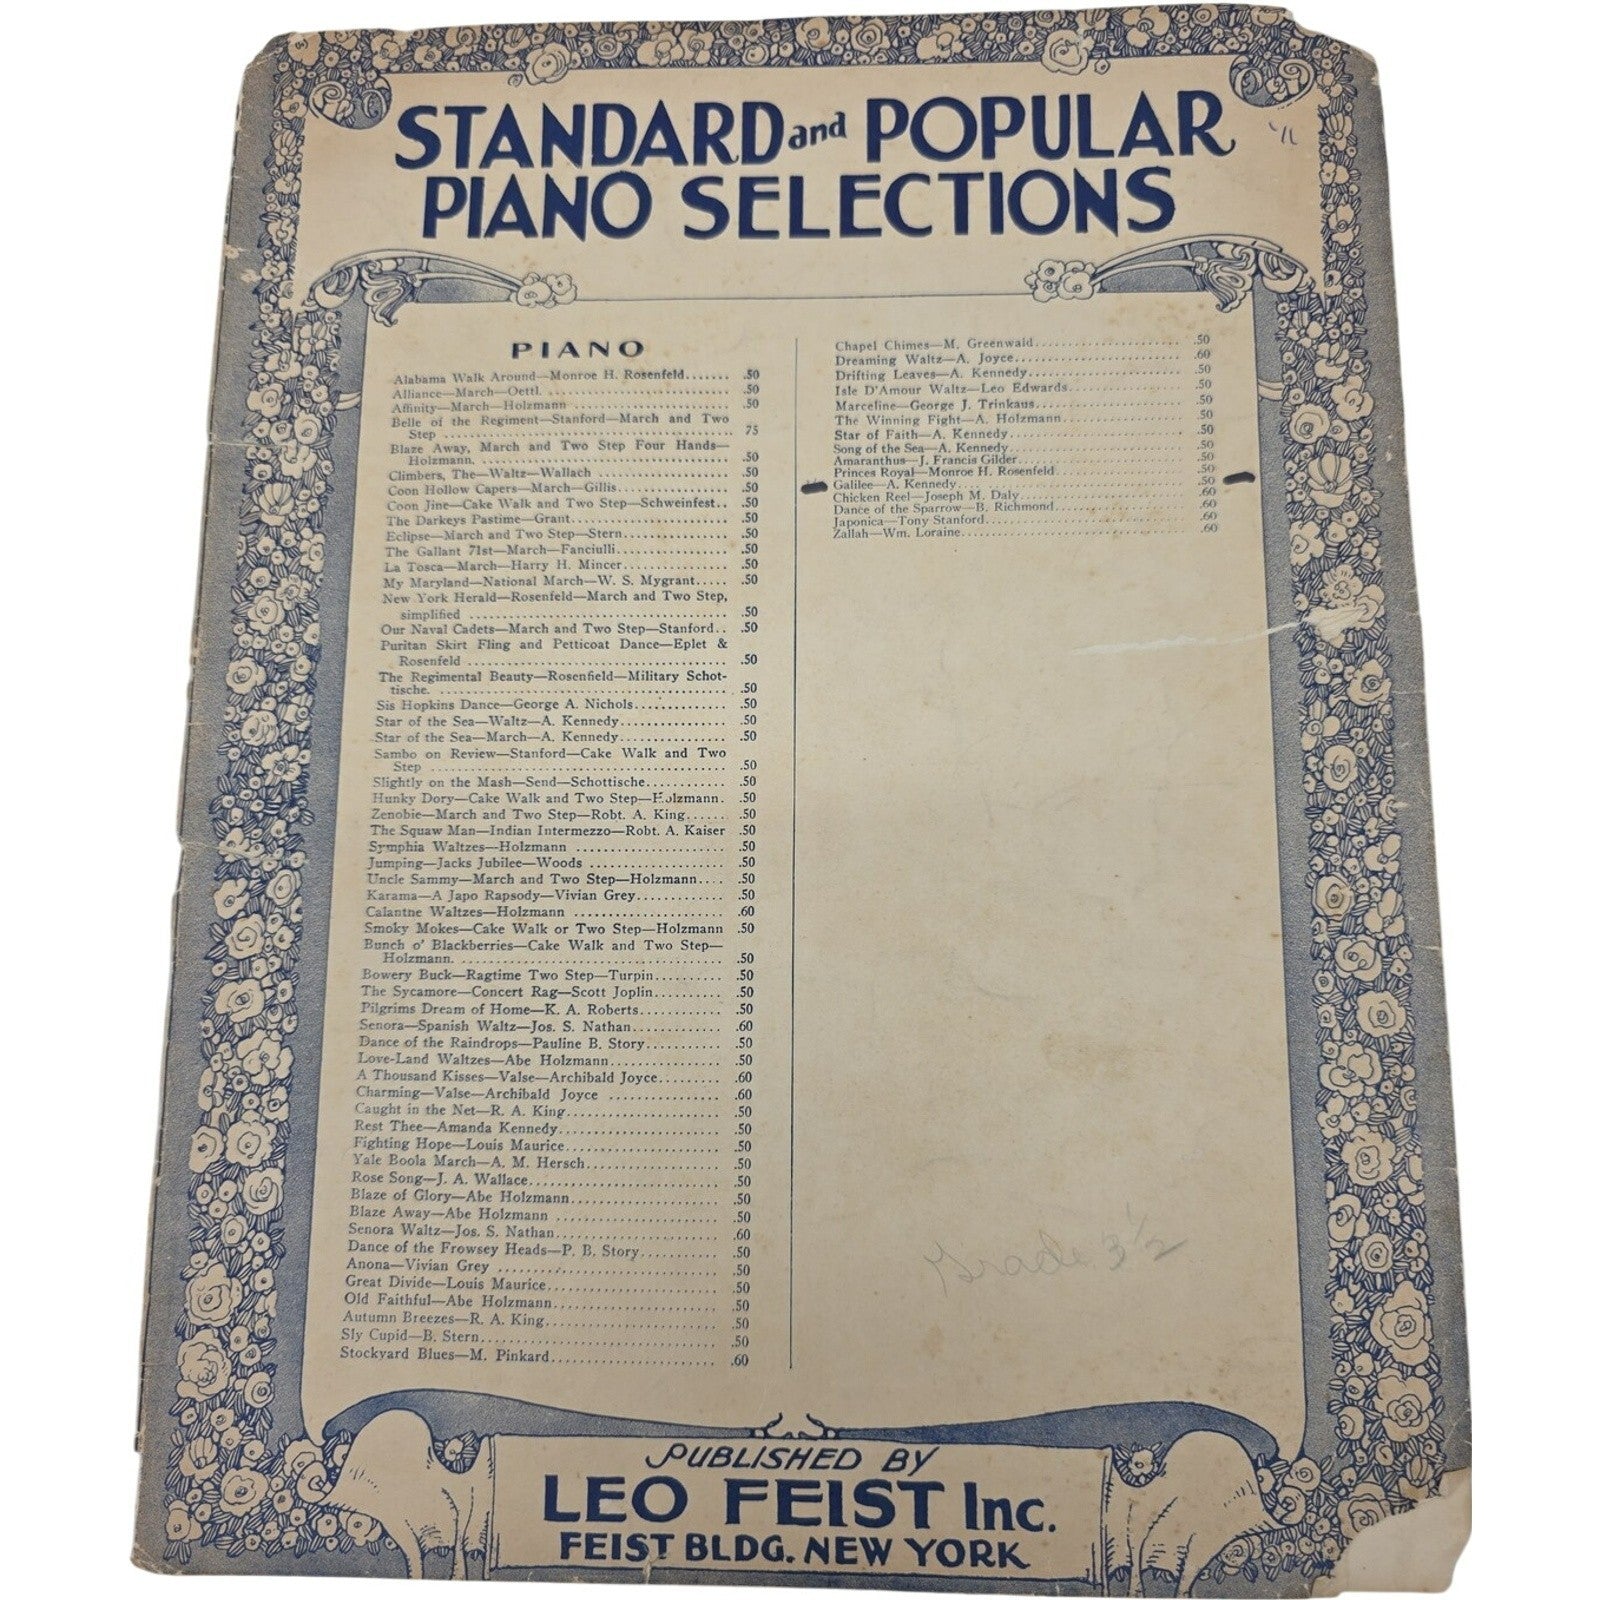 STANDARD and POPULAR
PIANO SELECTIONS
"11
PIANO
Alabama Walk Around—Monroe H. Rosenfeld....... .50
Alliance—March—Oettl. .............................. .50
Affinity—March—Holzmann ........................ .50
Belle of the Regiment—Stanford—March and Two
Step .......................................... 75
Blaze Away, March and Two Step Four Hands—
Holzmann. ..................................... .50
Climbers, The—Waltz—Wallach .................... .50
Coon Hollow Capers—March—Gillis................. .50
Coon Jine—Cake Walk and Two Step—Schweinfest.. .50
The Darkeys Pastime—Grant........................ .50
Eclipse—March and Two Step—Stern................ .50
The Gallant 71st—March—Fanciulli................. .50
La Tosca—March—Harry H. Mincer................ .50
My Maryland—National March—W. S. Mygrant..... .50
New York Herald—Rosenfeld—March and Two Step,
simplified ...................................... .50
Our Naval Cadets—March and Two Step—Stanford.. .50
Puritan Skirt Fling and Petticoat Dance—Eplet &
Rosenfeld ...................................... .50
The Regimental Beauty—Rosenfield—Military Schot-
tische. ......................................... .50
Sis Hopkins Dance—George A. Nichols.............. .50
Star of the Sea—Waltz—A. Kennedy................ .50
Star of the Sea—March—A. Kennedy................ .50
Sambo on Review—Stanford—Cake Walk and Two
Step .......................................... .50
Slightly on the Mash—Send—Schottische............ .50
Hunky Dory—Cake Walk and Two Step—Holzmann. .50
Zenobie—March and Two Step—Robt. A. King...... .50
The Squaw Man—Indian Intermezzo—Robt. A. Kaiser .50
Symphia Waltzes—Holzmann ....................... .50
Jumping—Jacks Jubilee—Woods .................... .50
Uncle Sammy—March and Two Step—Holzmann.... .50
Karama—A Japo Rapsody—Vivian Grey............. .50
Calantne Waltzes—Holzmann ....................... .60
Smoky Mokes—Cake Walk or Two Step—Holzmann .50
Bunch o' Blackberries—Cake Walk and Two Step—
Holzmann. ..................................... .50
Bowery Buck—Ragtime Two Step—Turpin........... .50
The Sycamore—Concert Rag—Scott Joplin........... .50
Pilgrims Dream of Home—K. A. Roberts............ .50
Senora—Spanish Waltz—Jos. S. Nathan.............. .60
Dance of the Raindrops—Pauline B. Story............ .50
Love-Land Waltzes—Abe Holzmann................. .50
A Thousand Kisses—Valse—Archibald Joyce.......... .60
Charming—Valse—Archibald Joyce ................. .60
Caught in the Net—R. A. King....................... .50
Rest Thee—Amanda Kennedy......................... .50
Fighting Hope—Louis Maurice........................ .50
Yale Boola March—A. M. Hersch..................... .50
Rose Song—J. A. Wallace............................. .50
Blaze of Glory—Abe Holzmann....................... .50
Blaze Away—Abe Holzmann ......................... .50
Senora Waltz—Jos. S. Nathan......................... .60
Dance of the Frowsey Heads—P. B. Story............. .50
Anona—Vivian Grey ................................. .50
Great Divide—Louis Maurice.......................... .50
Old Faithful—Abe Holzmann.......................... .50
Autumn Breezes—R. A. King.......................... .50
Sly Cupid—B. Stern.................................. .50
Stockyard Blues—M. Pinkard......................... .60
Chapel Chimes—M. Greenwald...................... .50
Dreaming Waltz—A. Joyce......................... .60
Drifting Leaves—A. Kennedy....................... .50
Isle D'Amour Waltz—Leo Edwards................. .50
Marceline—George J. Trinkaus...................... .50
The Winning Fight—A. Holzmann.................. .50
Star of Faith—A. Kennedy.......................... .50
Song of the Sea—A. Kennedy....................... .50
Amaranthus—J. Francis Gilder...................... .50
Princes Royal—Monroe H. Rosenfeld................ .50
Galilee—A. Kennedy................................ .50
Chicken Reel—Joseph M. Daly...................... .60
Dance of the Sparrow—B. Richmond................ .60
Japonica—Tony Stanford............................ .60
Zallah—Wm. Loraine............................... .60
Grade 3 1/2
PUBLISHED BY
LEO FEIST Inc.
FEIST BLDG. NEW YORK